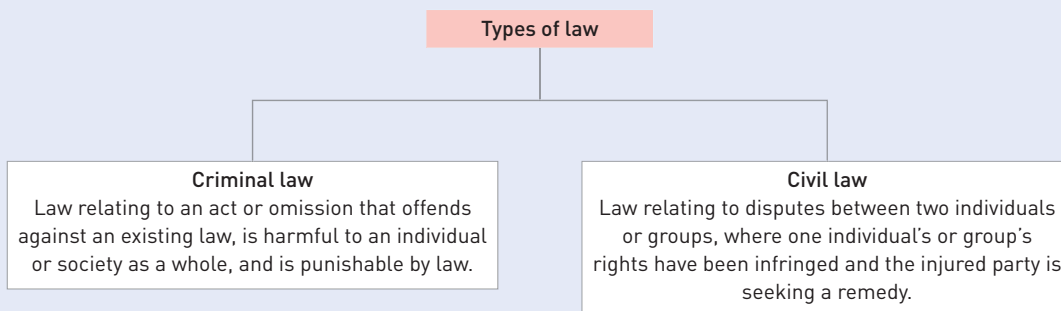 Types of law
Criminal law
Law relating to an act or omission that offends
against an existing law, is harmful to an individual
or society as a whole, and is punishable by law.
Civil law
Law relating to disputes between two individuals
or groups, where one individual’s or group’s
rights have been infringed and the injured party is
seeking a remedy.